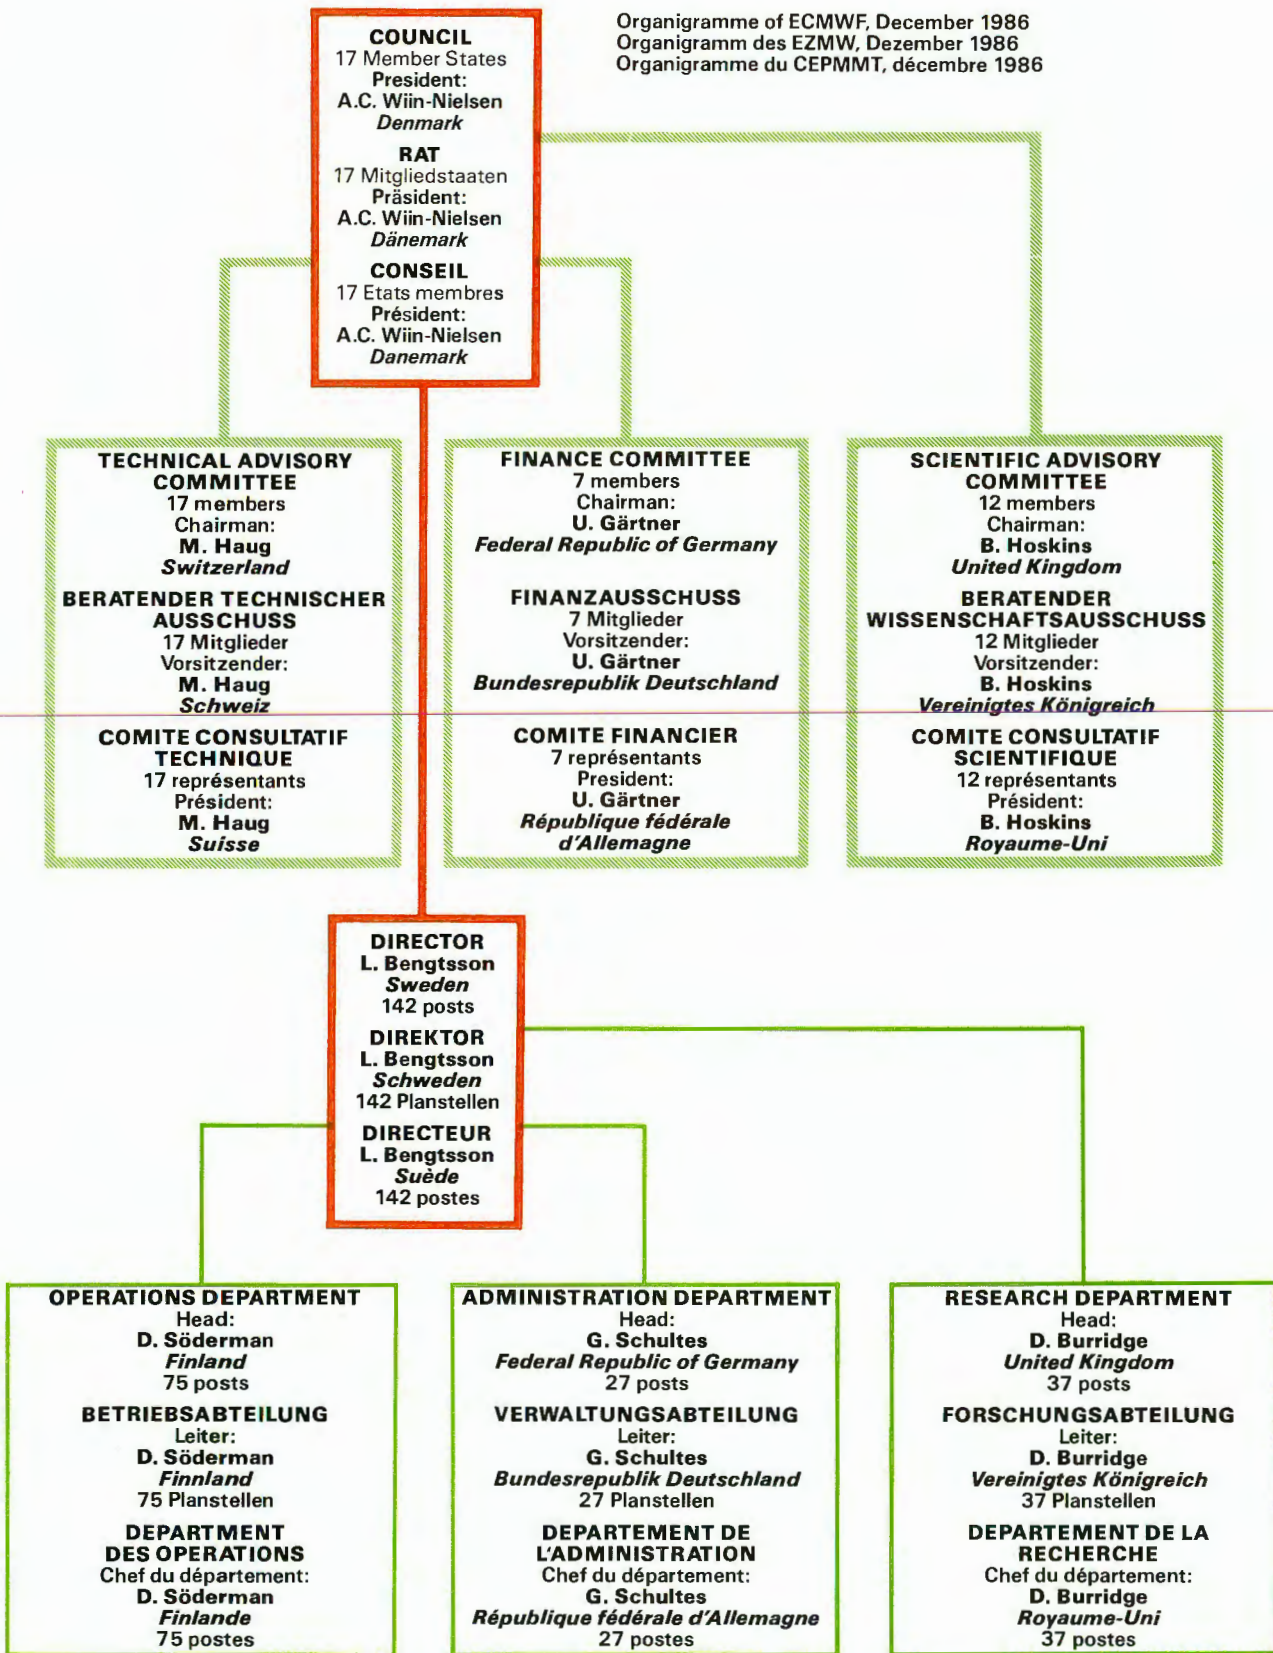 Organigramme of ECMWF, December 1986
Organigramm des EZMW, Dezember 1986
Organigramme du CEPMMT, décembre 1986
COUNCIL
17 Member States
President:
A.C. Wiin-Nielsen
Denmark
RAT
17 Mitgliedstaaten
Präsident:
A.C. Wiin-Nielsen
Dänemark
CONSEIL
17 Etats membres
Président:
A.C. Wiin-Nielsen
Danemark
TECHNICAL ADVISORY
COMMITTEE
17 members
Chairman:
M. Haug
Switzerland
BERATENDER TECHNISCHER
AUSSCHUSS
17 Mitglieder
Vorsitzender:
M. Haug
Schweiz
COMITE CONSULTATIF
TECHNIQUE
17 représentants
Président:
M. Haug
Suisse
FINANCE COMMITTEE
7 members
Chairman:
U. Gärtner
Federal Republic of Germany
FINANZAUSSCHUSS
7 Mitglieder
Vorsitzender:
U. Gärtner
Bundesrepublik Deutschland
COMITE FINANCIER
7 représentants
President:
U. Gärtner
République fédérale
d'Allemagne
SCIENTIFIC ADVISORY
COMMITTEE
12 members
Chairman:
B. Hoskins
United Kingdom
BERATENDER
WISSENSCHAFTSAUSSCHUSS
12 Mitglieder
Vorsitzender:
B. Hoskins
Vereinigtes Königreich
COMITE CONSULTATIF
SCIENTIFIQUE
12 représentants
Président:
B. Hoskins
Royaume-Uni
DIRECTOR
L. Bengtsson
Sweden
142 posts
DIREKTOR
L. Bengtsson
Schweden
142 Planstellen
DIRECTEUR
L. Bengtsson
Suède
142 postes
OPERATIONS DEPARTMENT
Head:
D. Söderman
Finland
75 posts
BETRIEBSABTEILUNG
Leiter:
D. Söderman
Finnland
75 Planstellen
DEPARTMENT
DES OPERATIONS
Chef du département:
D. Söderman
Finlande
75 postes
ADMINISTRATION DEPARTMENT
Head:
G. Schultes
Federal Republic of Germany
27 posts
VERWALTUNGSABTEILUNG
Leiter:
G. Schultes
Bundesrepublik Deutschland
27 Planstellen
DEPARTEMENT DE
L'ADMINISTRATION
Chef du département:
G. Schultes
République fédérale d'Allemagne
27 postes
RESEARCH DEPARTMENT
Head:
D. Burridge
United Kingdom
37 posts
FORSCHUNGSABTEILUNG
Leiter:
D. Burridge
Vereinigtes Königreich
37 Planstellen
DEPARTEMENT DE LA
RECHERCHE
Chef du département:
D. Burridge
Royaume-Uni
37 postes